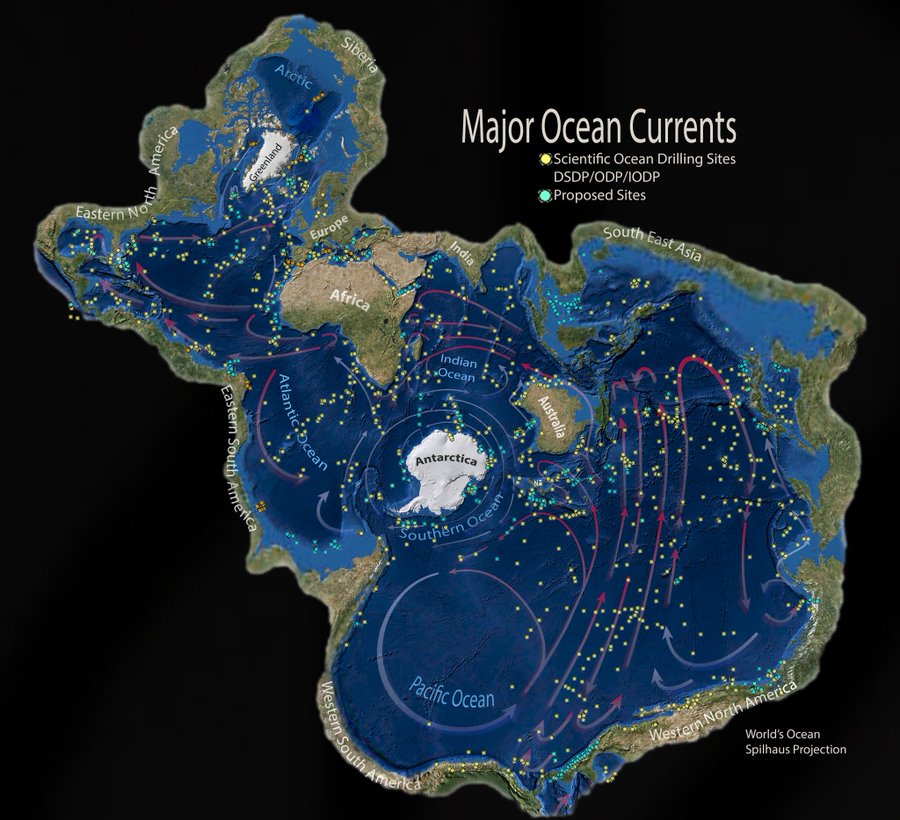 Siberia
Arctic
Major Ocean Currents
Scientific Ocean Drilling Sites
DSDP/ODP/IODP
Proposed Sites
Greenland
Eastern North America
Europe
India
South East Asia
Africa
Indian
Ocean
Atlantic Ocean
Australia
Eastern South America
Antarctica
NZ
Southern Ocean
Pacific Ocean
Western South America
Western North America
World's Ocean
Spilhaus Projection